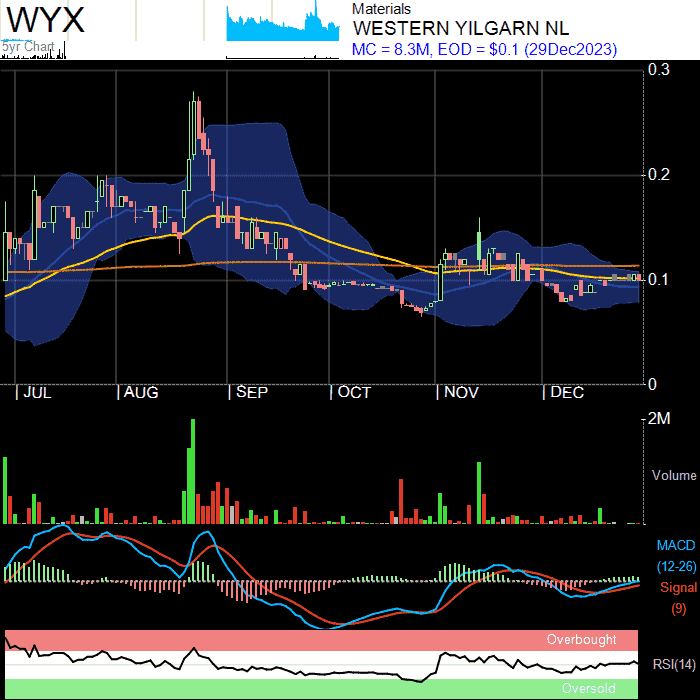 WYX
5yr Chart
Materials
WESTERN YILGARN NL
MC = 8.3M, EOD = $0.1 (29Dec2023)
0.3
0.2
0.1
0
JUL AUG SEP OCT NOV DEC
2M
Volume
MACD
(12-26)
Signal
(9)
Overbought
RSI(14)
Oversold